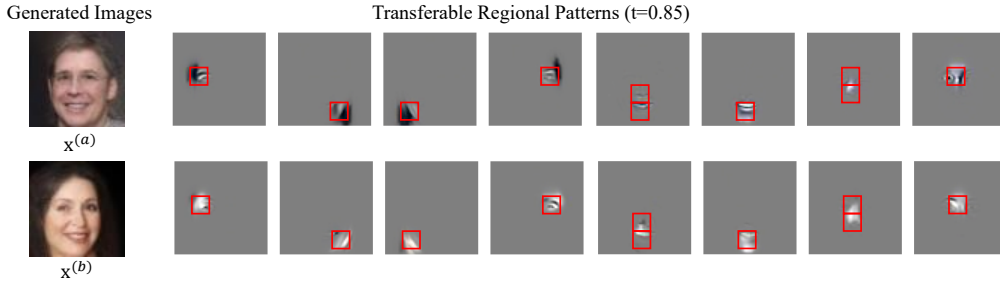 Generated Images
Transferable Regional Patterns (t=0.85)
x^(a)
x^(b)